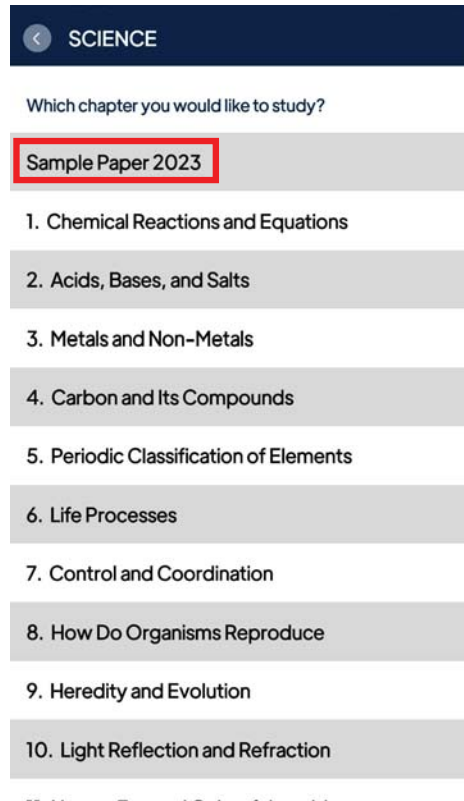 SCIENCE
Which chapter you would like to study?
Sample Paper 2023
1. Chemical Reactions and Equations
2. Acids, Bases, and Salts
3. Metals and Non-Metals
4. Carbon and Its Compounds
5. Periodic Classification of Elements
6. Life Processes
7. Control and Coordination
8. How Do Organisms Reproduce
9. Heredity and Evolution
10. Light Reflection and Refraction